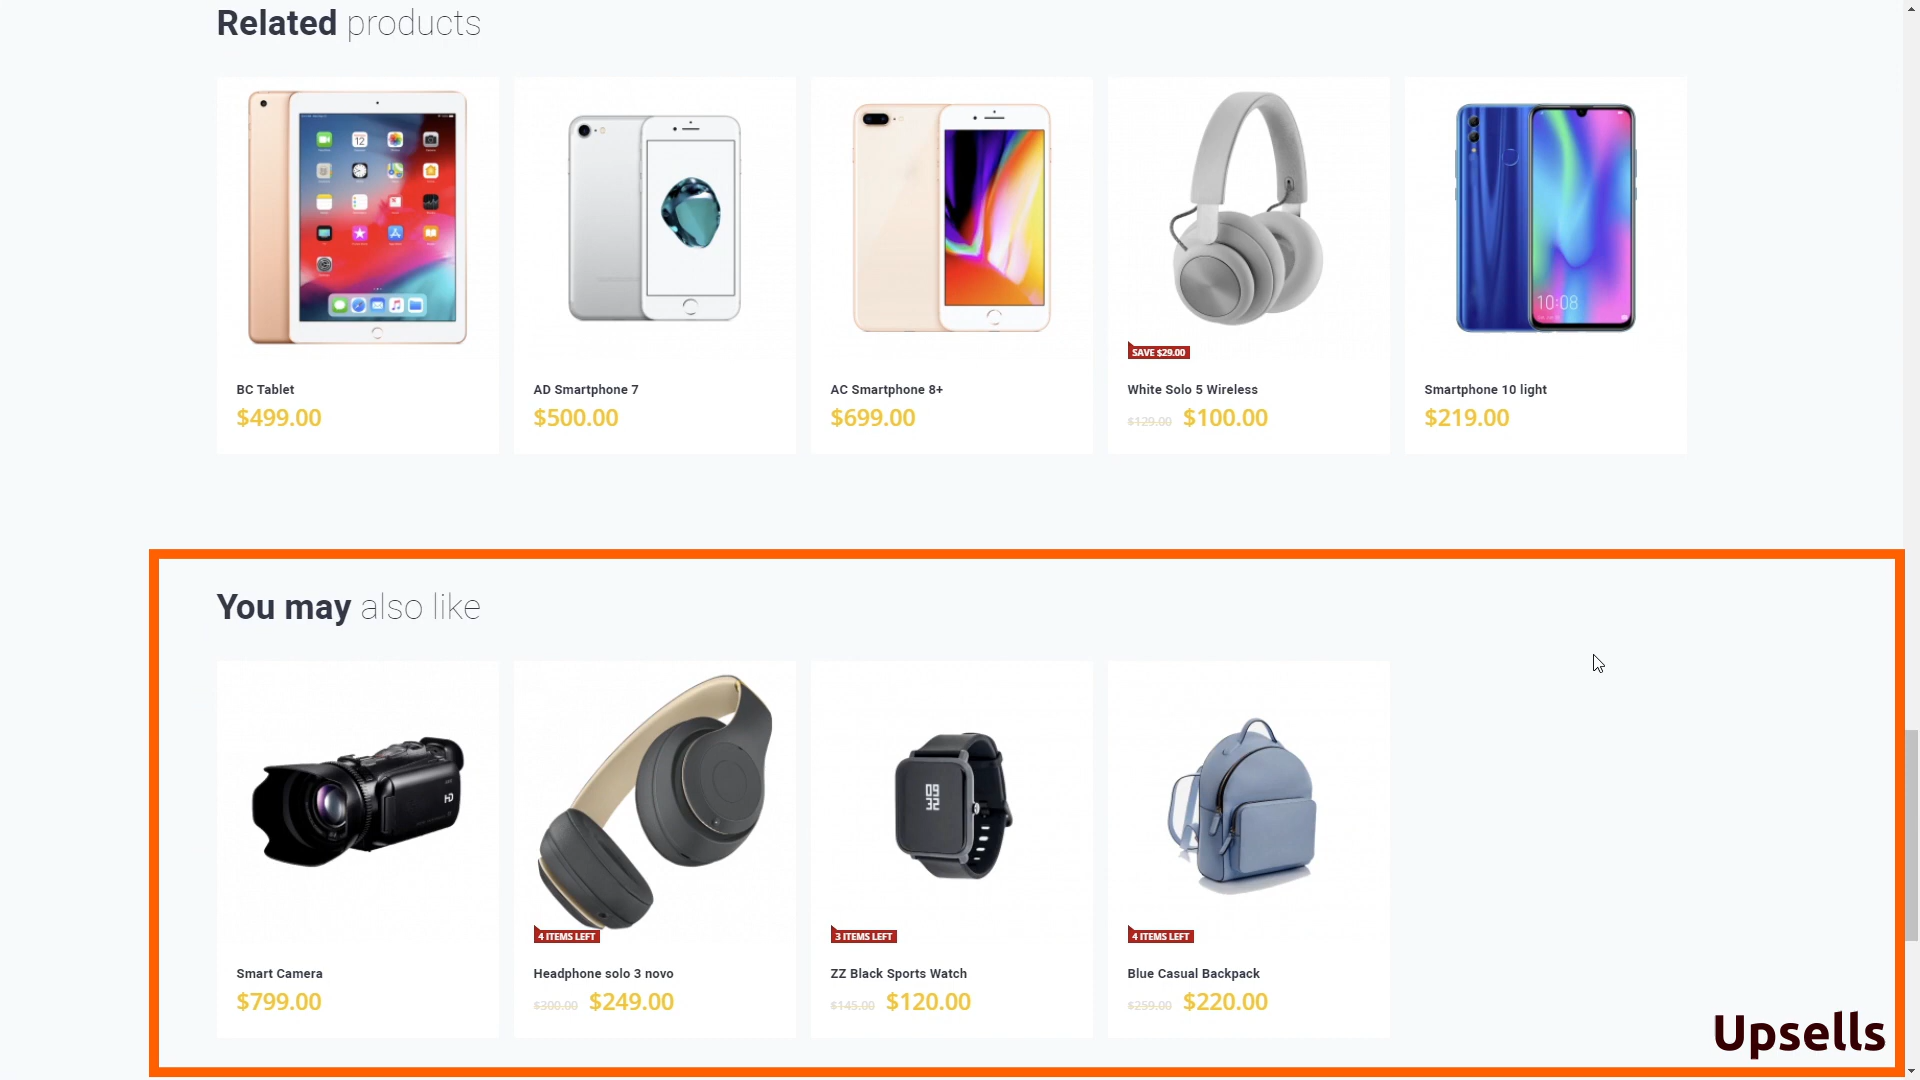 Related products
10:08
SAVE $29.00
BC Tablet
AD Smartphone 7
AC Smartphone 8+
White Solo 5 Wireless
Smartphone 10 light
$499.00
$500.00
$699.00
$129.00 $100.00
$219.00
You may also like
HD
4 ITEMS LEFT
3 ITEMS LEFT
4 ITEMS LEFT
Smart Camera
Headphone solo 3 novo
ZZ Black Sports Watch
Blue Casual Backpack
$799.00
$300.00 $249.00
$145.00 $120.00
$259.00 $220.00
Upsells